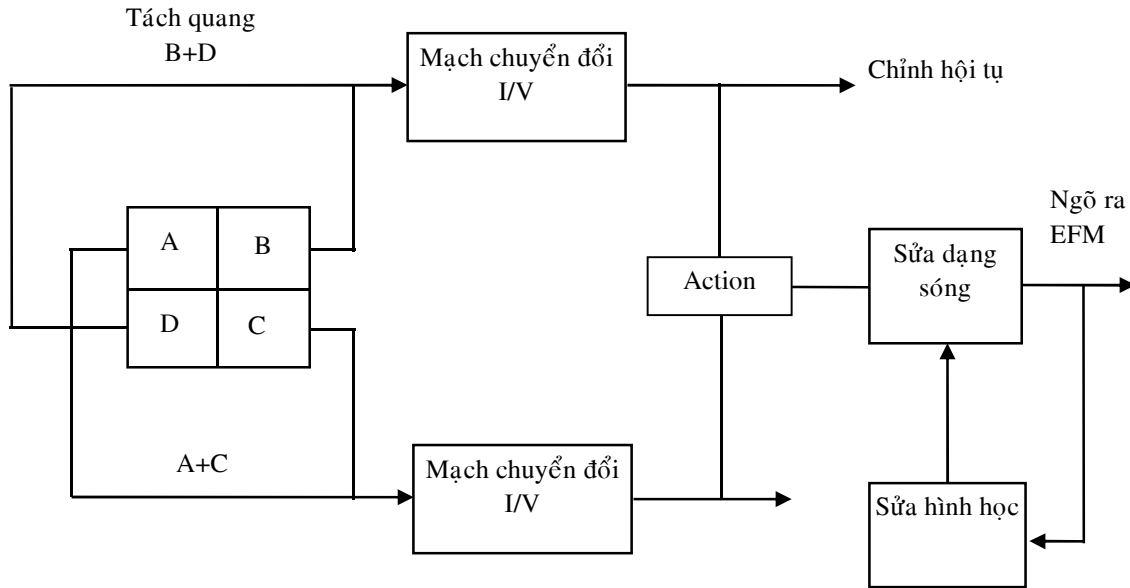 Tách quang
B+D
Mạch chuyển đổi
I/V
Chỉnh hội tụ
A
B
D
C
Action
Sửa dạng
sóng
Ngõ ra
EFM
A+C
Mạch chuyển đổi
I/V
Sửa hình học